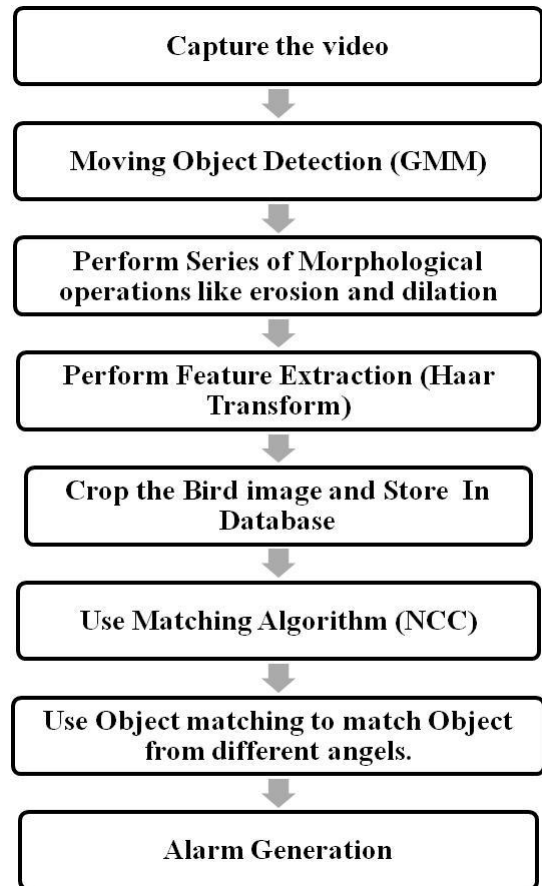 Capture the video
Moving Object Detection (GMM)
Perform Series of Morphological
operations like erosion and dilation
Perform Feature Extraction (Haar
Transform)
Crop the Bird image and Store In
Database
Use Matching Algorithm (NCC)
Use Object matching to match Object
from different angels.
Alarm Generation